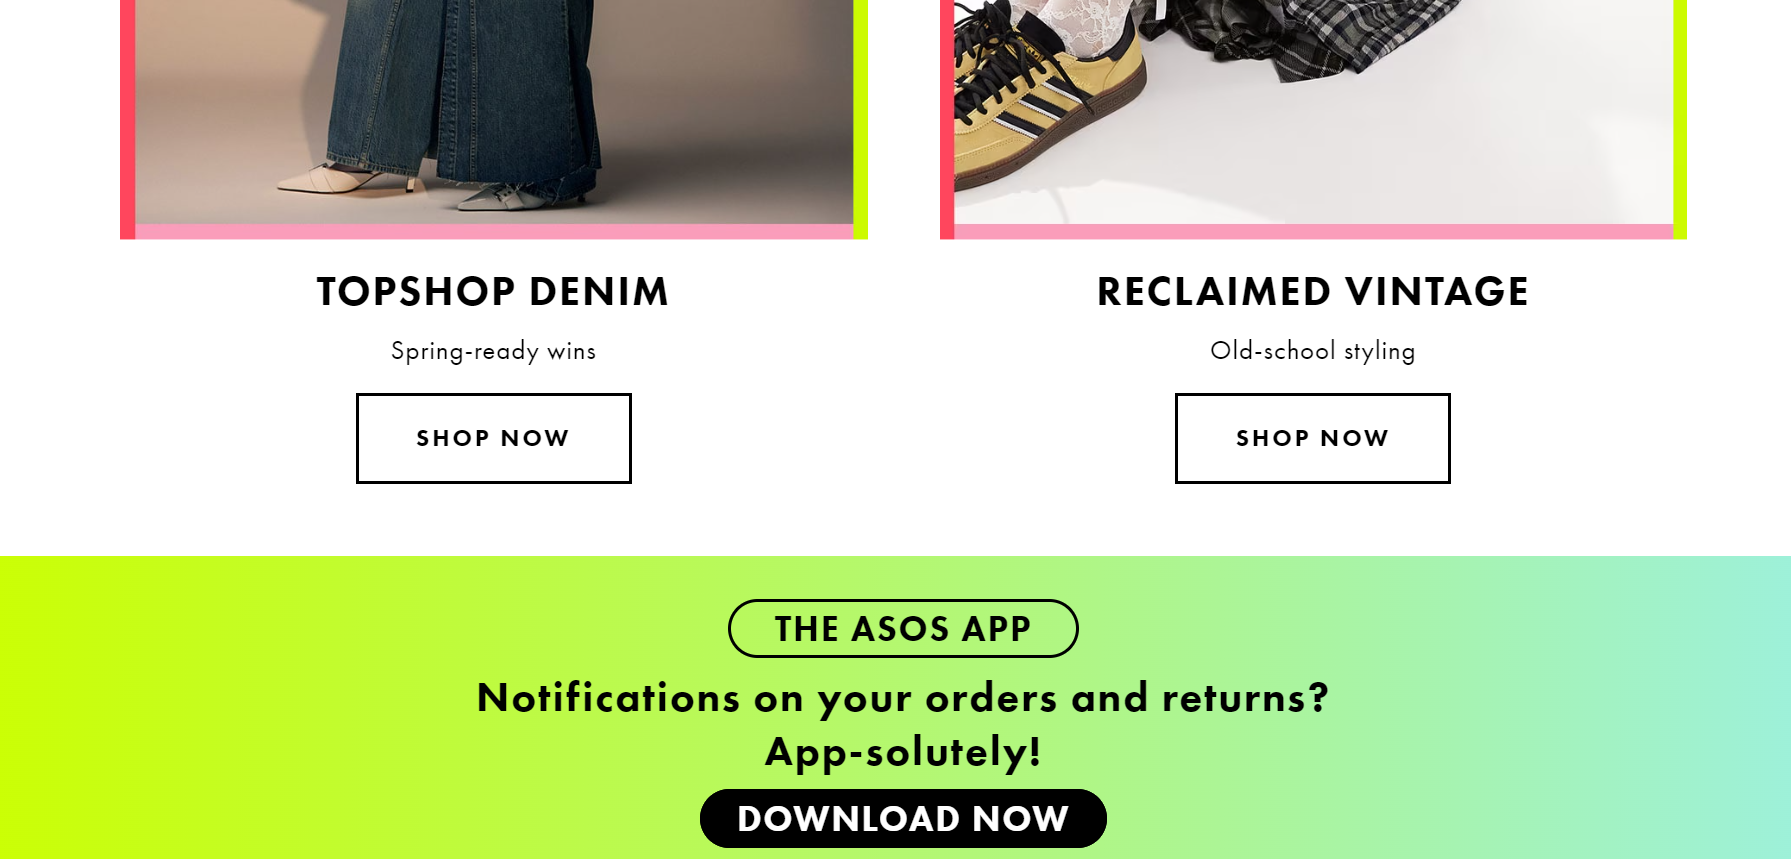 TOPSHOP DENIM
Spring-ready wins
SHOP NOW
RECLAIMED VINTAGE
Old-school styling
SHOP NOW
THE ASOS APP
Notifications on your orders and returns?
App-solutely!
DOWNLOAD NOW